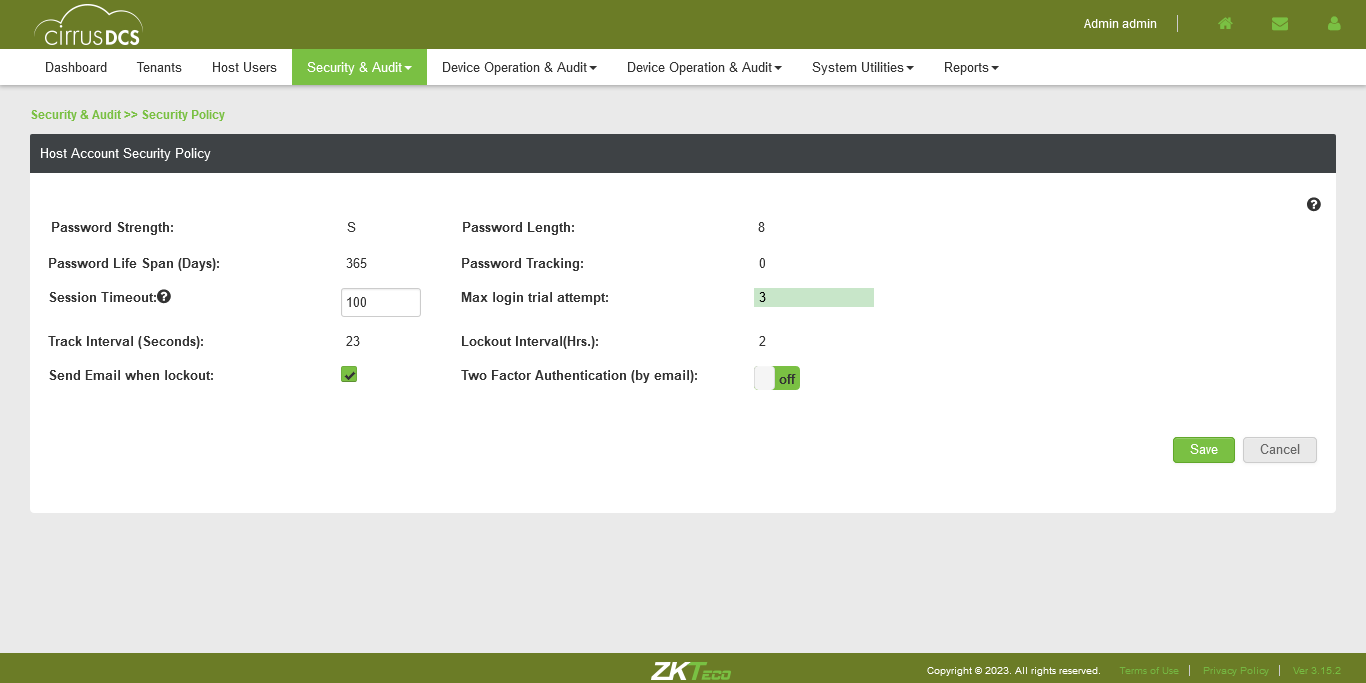 cirrusDCS
Admin admin
Dashboard Tenants Host Users Security & Audit Device Operation & Audit Device Operation & Audit System Utilities Reports
Security & Audit >> Security Policy
Host Account Security Policy
?
Password Strength: S Password Length: 8
Password Life Span (Days): 365 Password Tracking: 0
Session Timeout:? 100 Max login trial attempt: 3
Track Interval (Seconds): 23 Lockout Interval(Hrs.): 2
Send Email when lockout: Two Factor Authentication (by email): off
Save Cancel
ZKTeco Copyright © 2023. All rights reserved. Terms of Use Privacy Policy Ver 3.15.2